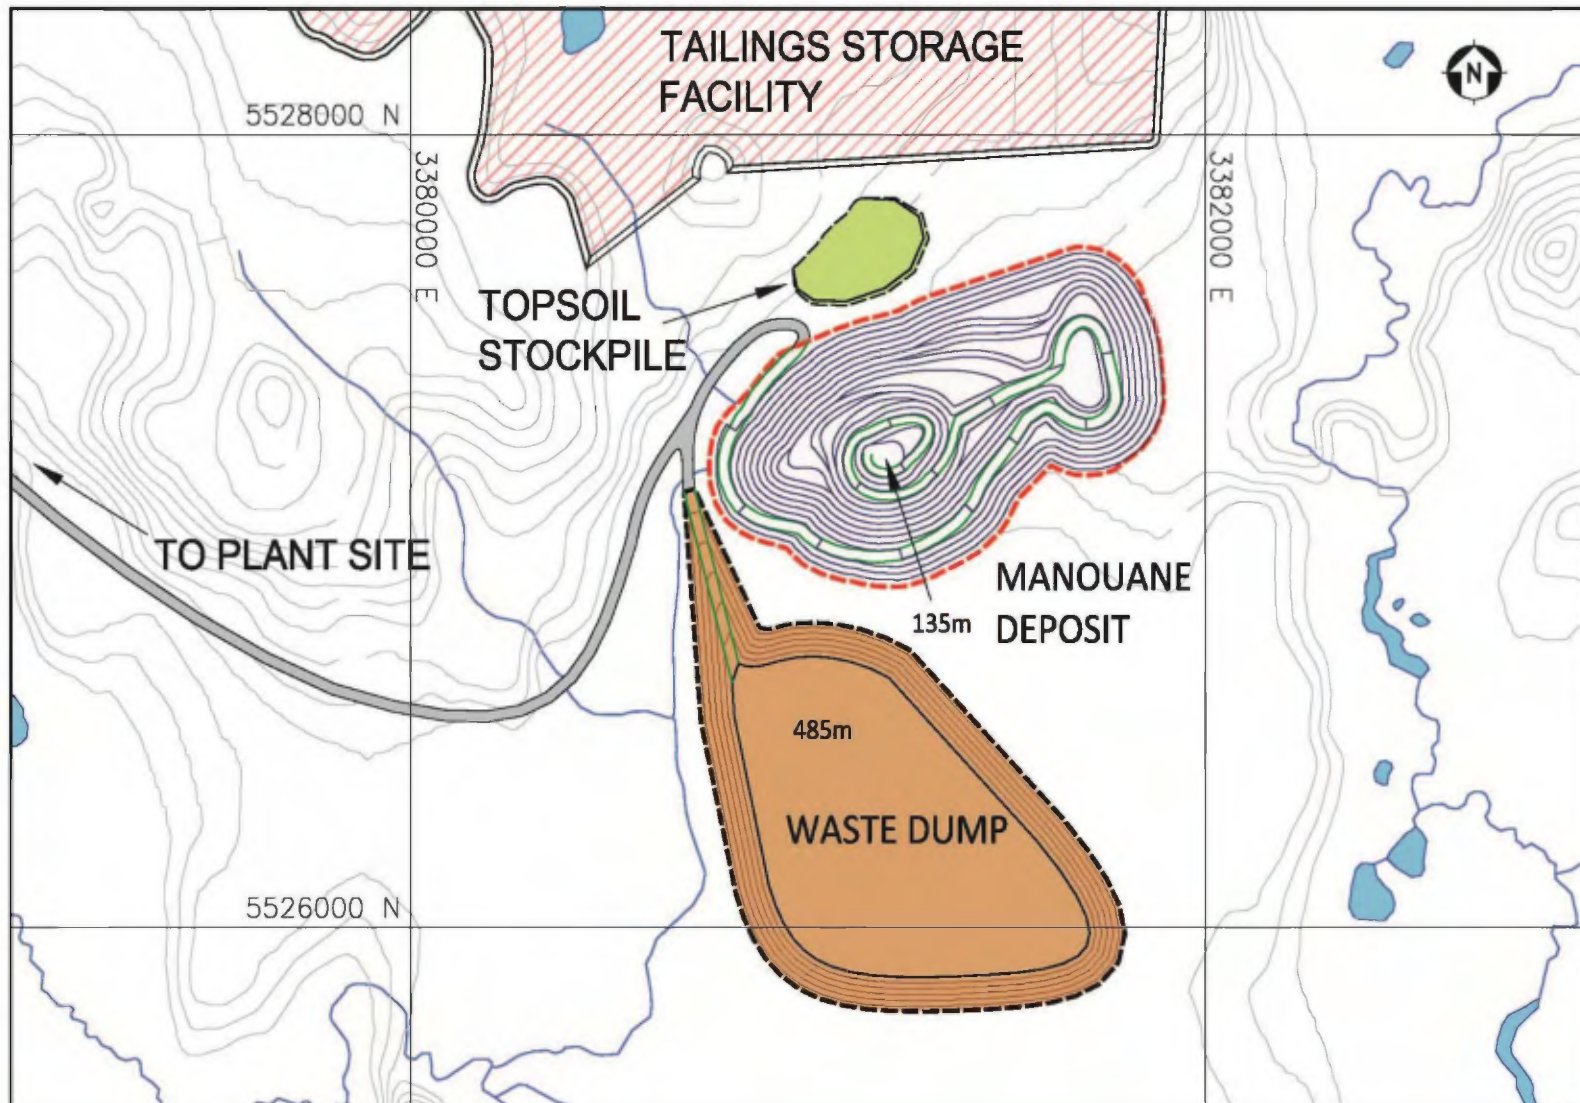 TAILINGS STORAGE
FACILITY
N
5528000 N
3380000 E
3382000 E
TOPSOIL
STOCKPILE
TO PLANT SITE
MANOUANE
DEPOSIT
135m
485m
WASTE DUMP
5526000 N